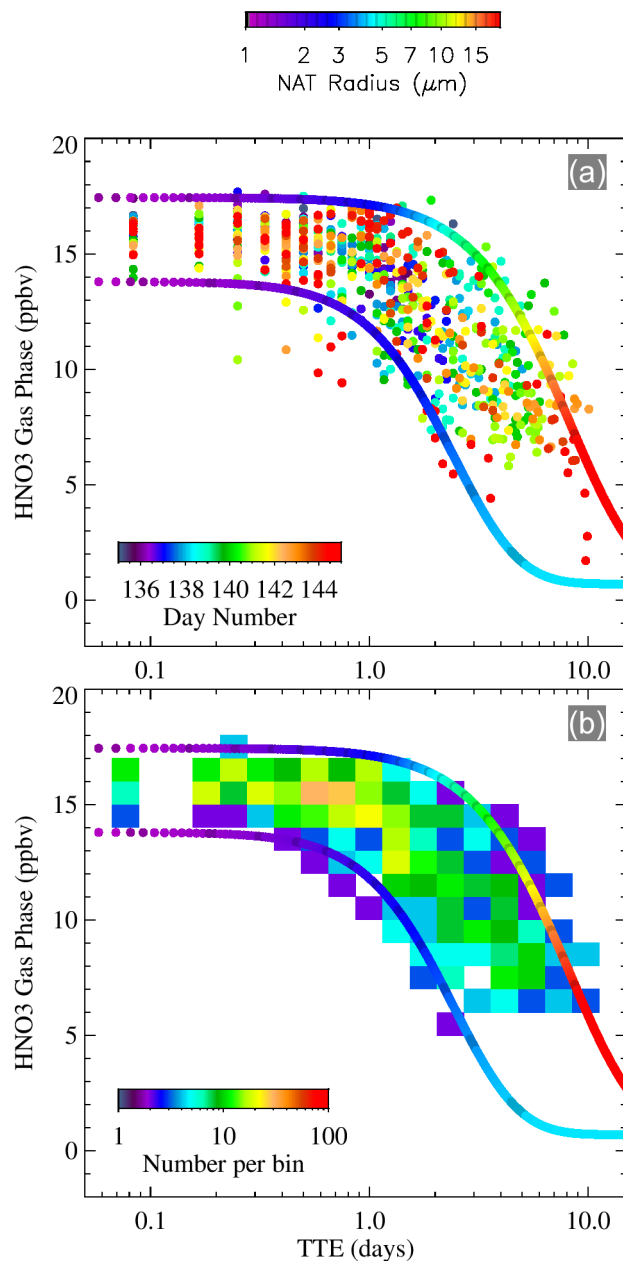 1 2 3 5 7 10 15
NAT Radius (μm)
(a)
20
15
10
5
0
HNO3 Gas Phase (ppbv)
136 138 140 142 144
Day Number
0.1 1.0 10.0
(b)
20
15
10
5
0
HNO3 Gas Phase (ppbv)
1 10 100
Number per bin
0.1 1.0 10.0
TTE (days)